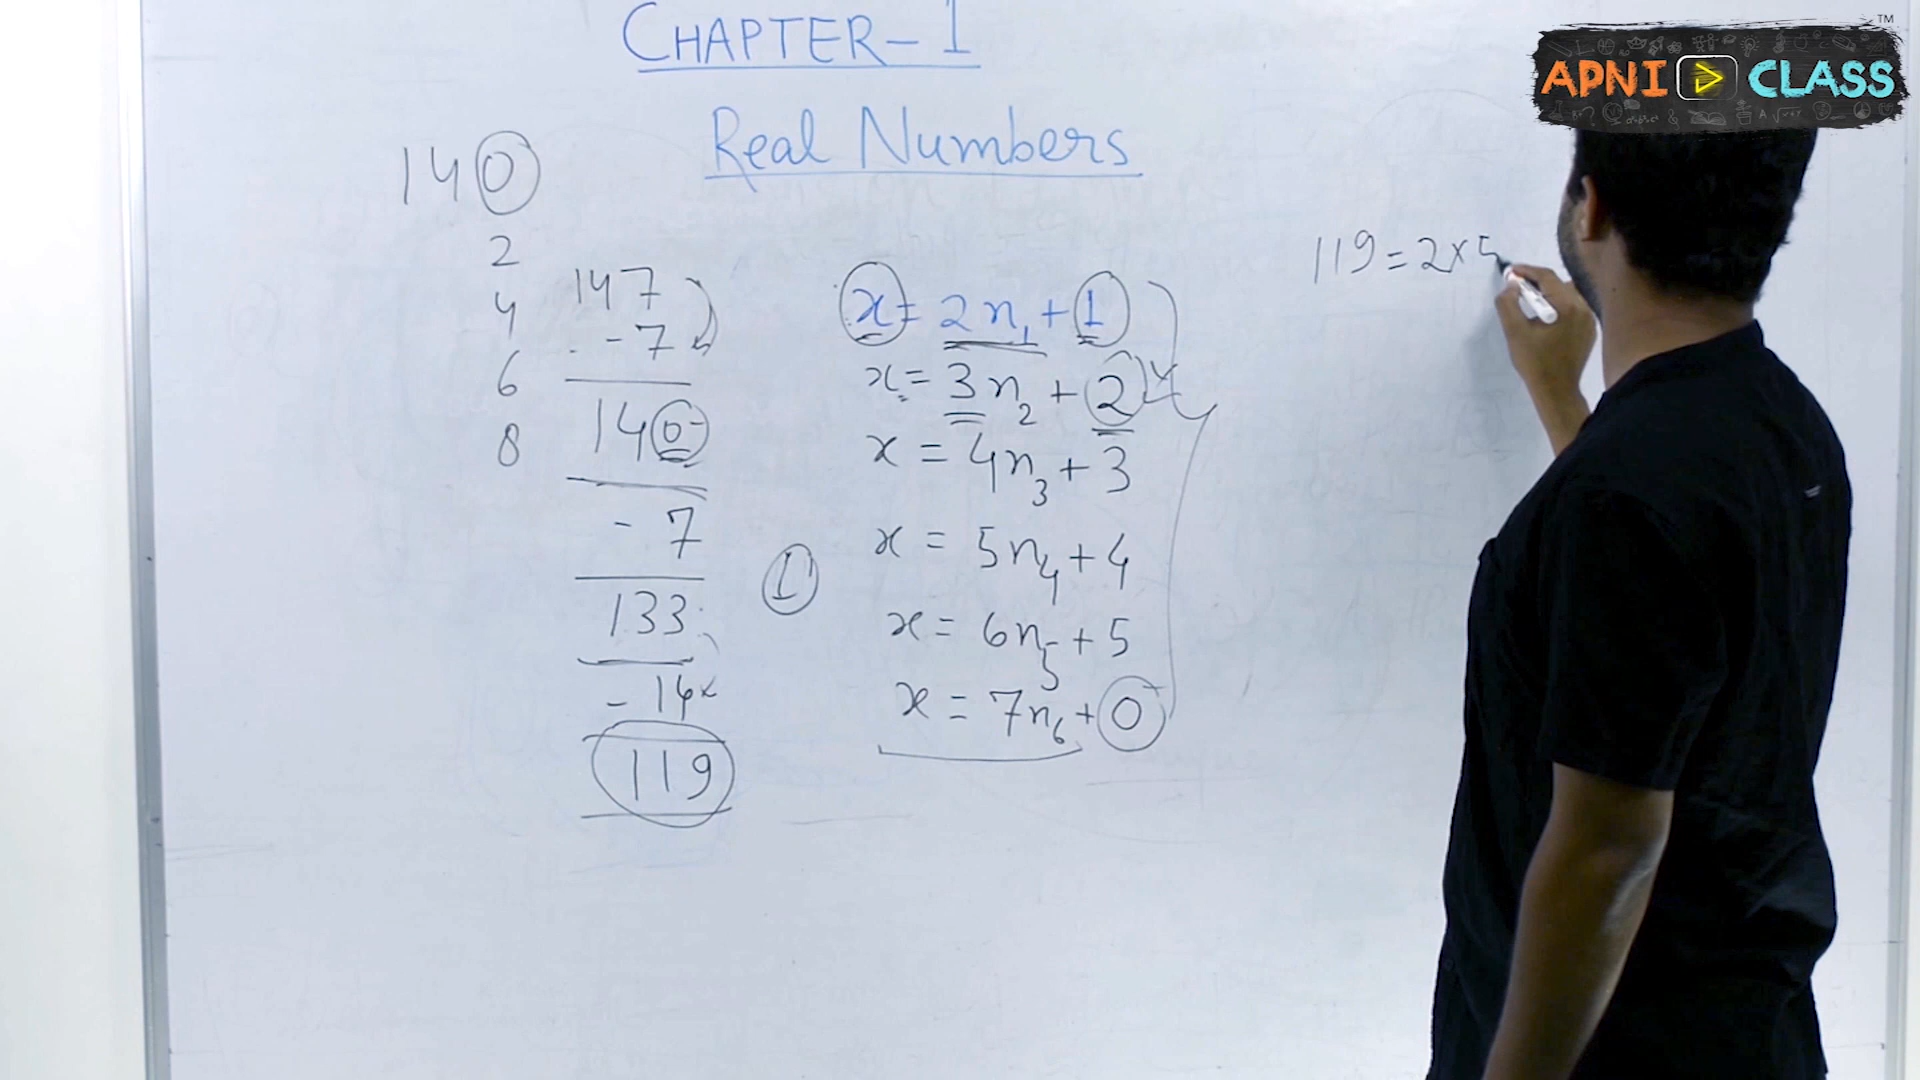 CHAPTER-1
Real Numbers
APNI CLASS
TM
140
2
4
6
8
147
-7
140
-7
133
-14
119
1
x = 2n₁ + 1
x = 3n₂ + 2
x = 4n₃ + 3
x = 5n₄ + 4
x = 6n₅ + 5
x = 7n₆ + 0
119 = 2 x 5